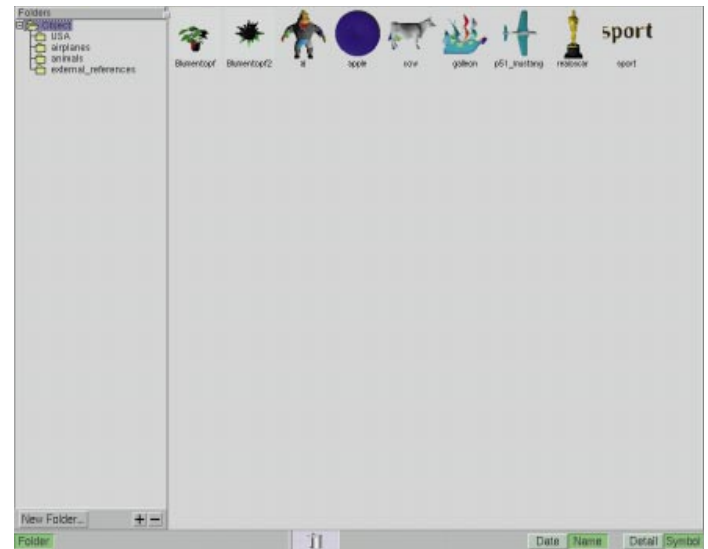 Folders
Object
USA
airplanes
animals
external_references
sport
Blumentopf Blumentopf2 al apple cow galleon p51_mustang realoscar sport
New Folder...
Folder Date Name Detail Symbol